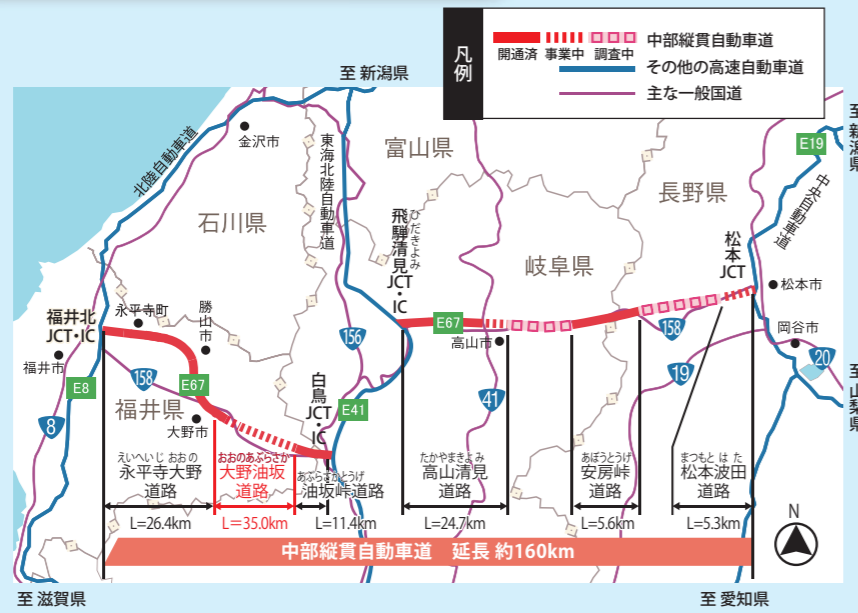 凡例
開通済 事業中 調査中
中部縦貫自動車道
その他の高速自動車道
主な一般国道
至 新潟県
至 新潟県
北陸自動車道
金沢市
東海北陸自動車道
富山県
石川県
長野県
E19
中央自動車道
飛騨清見
ひだきよみ
JCT・IC
岐阜県
松本
JCT
松本市
福井北
JCT・IC
永平寺町
勝山市
E67
高山市
156
158
岡谷市
福井市
E8
158
E67
白鳥
JCT・IC
19
20
至 山梨県
8
福井県
大野市
E41
41
えいへいじ おおの
永平寺大野
道路
おおのあぶらさか
大野油坂
道路
あぶらさかとうげ
油坂峠道路
たかやまきよみ
高山清見
道路
あぼうとうげ
安房峠
道路
まつもと はた
松本波田
道路
L=26.4km
L=35.0km
L=11.4km
L=24.7km
L=5.6km
L=5.3km
N
中部縦貫自動車道 延長 約160km
至 滋賀県
至 愛知県